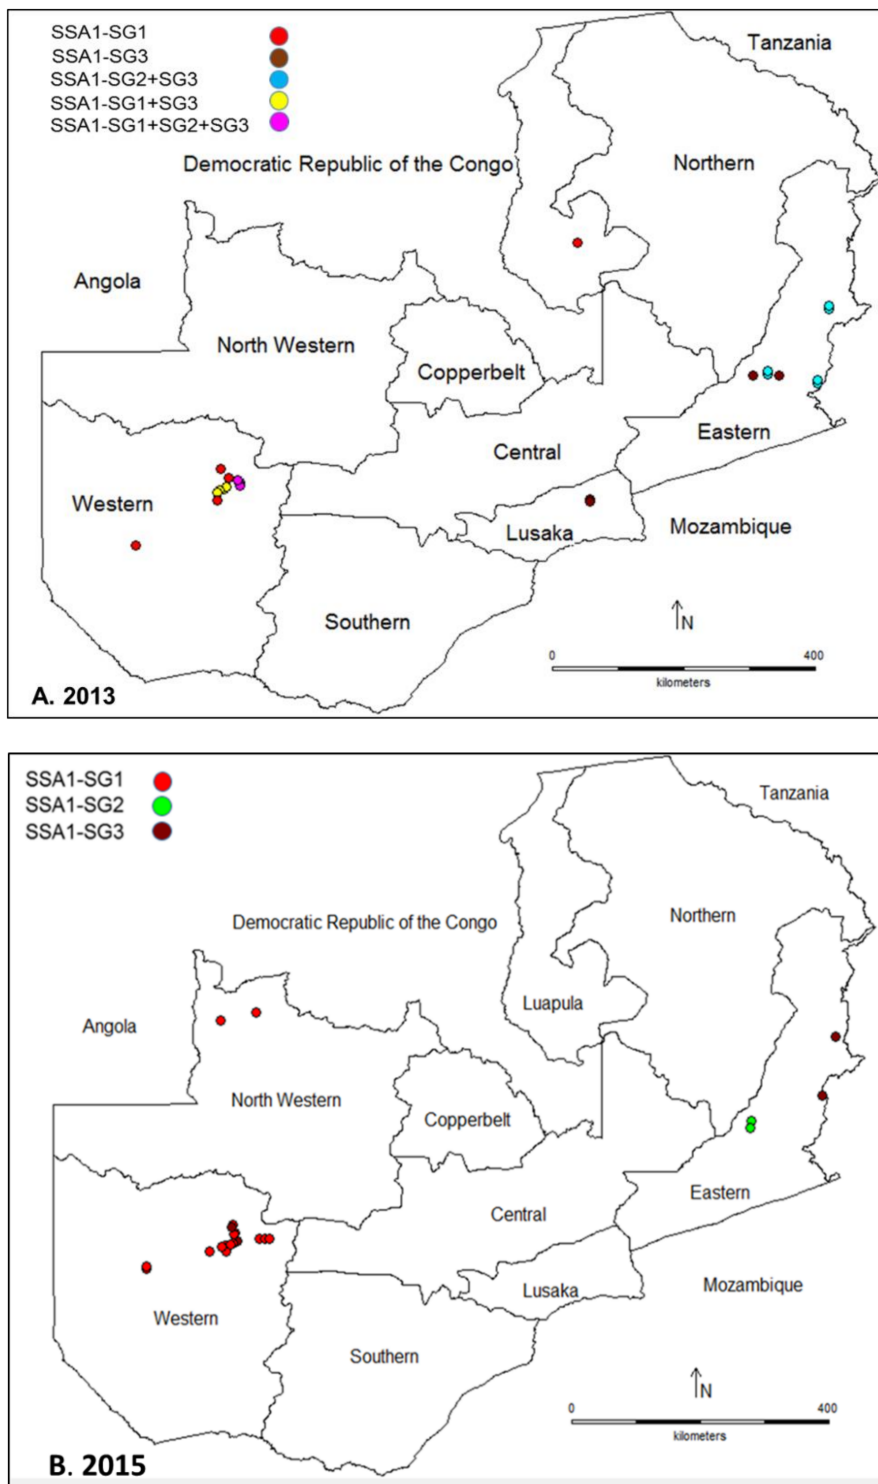 SSA1-SG1
SSA1-SG3
SSA1-SG2+SG3
SSA1-SG1+SG3
SSA1-SG1+SG2+SG3
Tanzania
Democratic Republic of the Congo
Northern
Angola
North Western
Copperbelt
Eastern
Central
Western
Lusaka
Mozambique
Southern
N
0 400
kilometers
A. 2013
SSA1-SG1
SSA1-SG2
SSA1-SG3
Tanzania
Democratic Republic of the Congo
Northern
Luapula
Angola
North Western
Copperbelt
Eastern
Central
Lusaka
Mozambique
Western
Southern
N
0 400
kilometers
B. 2015